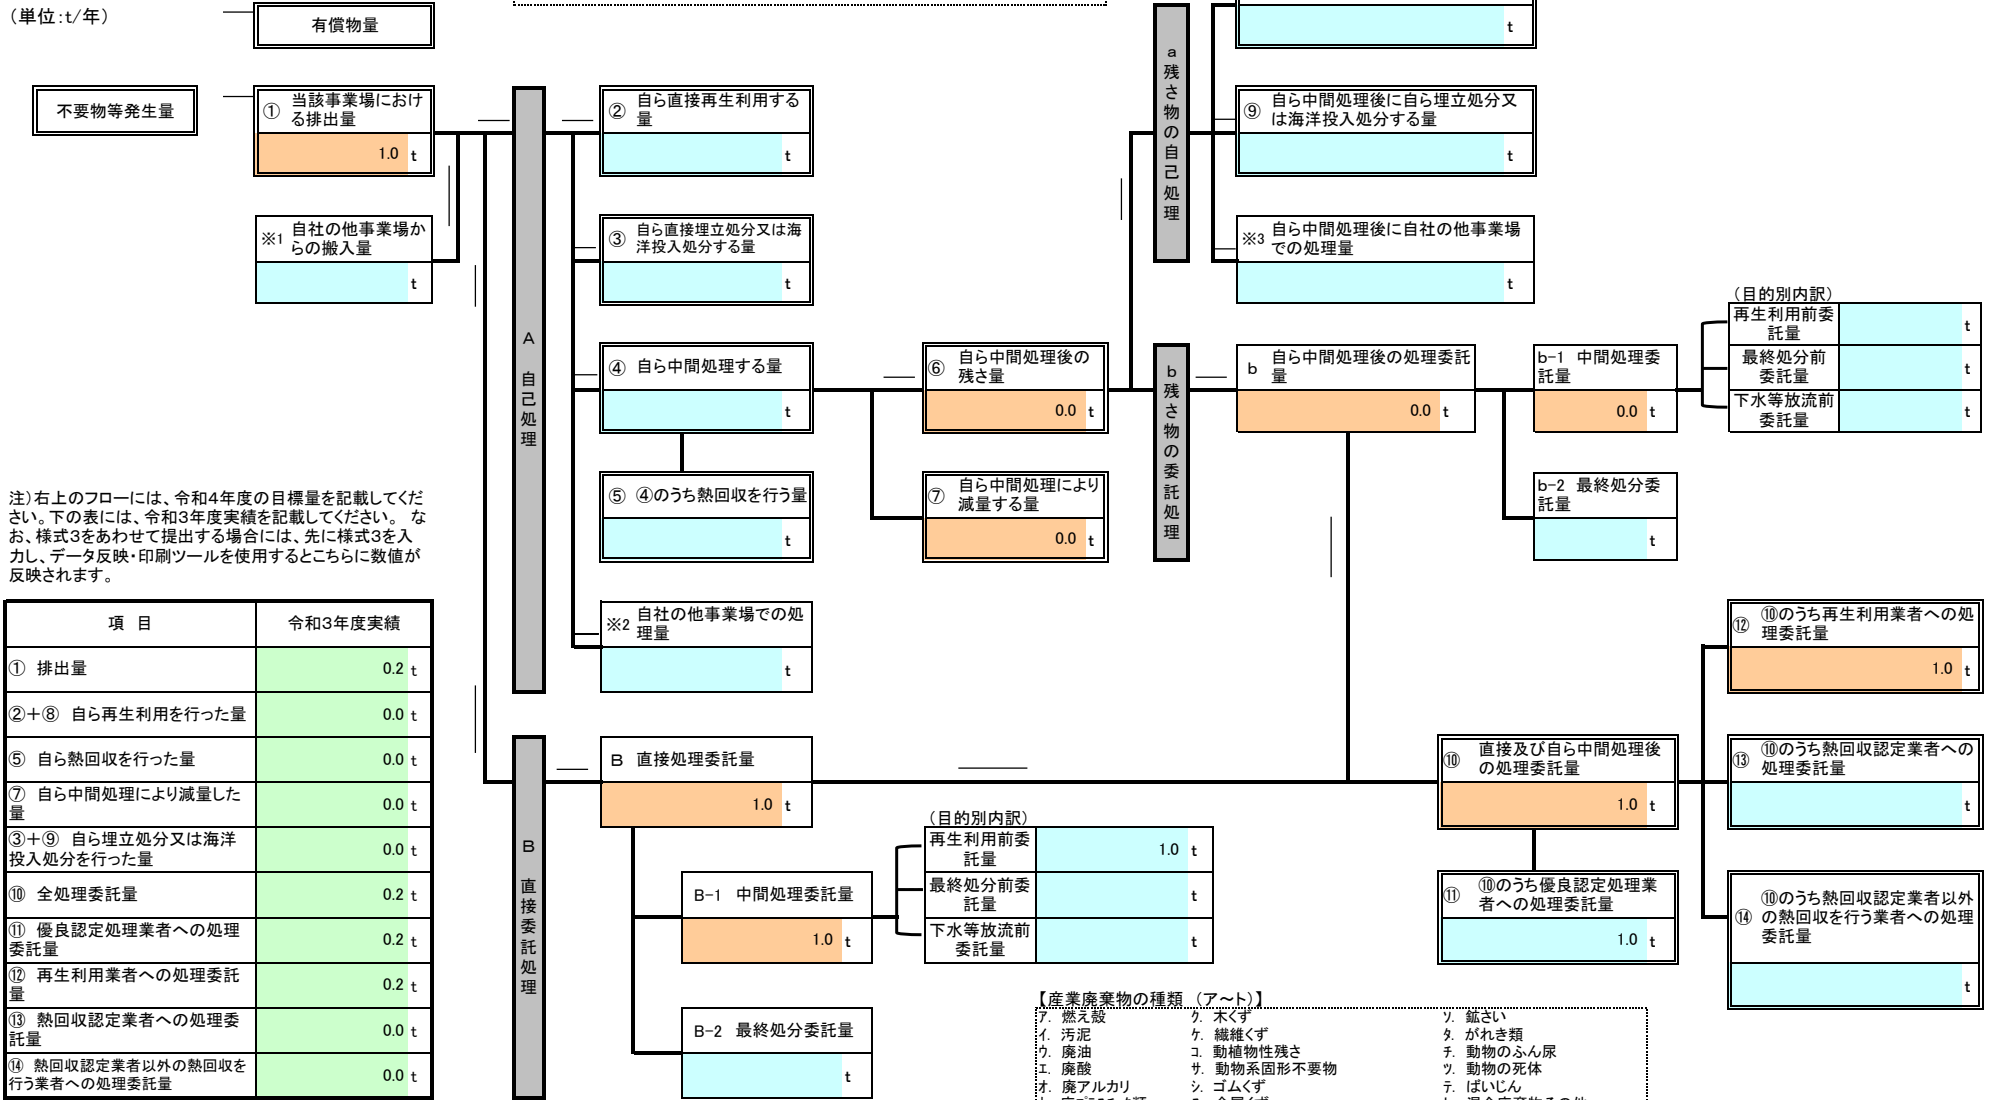 (単位:t/年)
有償物量
t
不要物等発生量
① 当該事業場におけ
る排出量
1.0 t
※1 自社の他事業場か
らの搬入量
t
A 自己処理
② 自ら直接再生利用する
量
t
③ 自ら直接埋立処分又は海
洋投入処分する量
t
④ 自ら中間処理する量
t
⑤ ④のうち熱回収を行う量
t
※2 自社の他事業場での処
理量
t
⑥ 自ら中間処理後の
残さ量
0.0 t
⑦ 自ら中間処理により
減量する量
0.0 t
a 残さ物の自己処理
⑨ 自ら中間処理後に自ら埋立処分又
は海洋投入処分する量
t
※3 自ら中間処理後に自社の他事業場
での処理量
t
b 残さ物の委託処理
b 自ら中間処理後の処理委託
量
0.0 t
b-1 中間処理委
託量
0.0 t
(目的別内訳)
再生利用前委
託量
t
最終処分前
委託量
t
下水等放流前
委託量
t
b-2 最終処分委
託量
t
注)右上のフローには、令和4年度の目標量を記載してくだ
さい。下の表には、令和3年度実績を記載してください。 な
お、様式3をあわせて提出する場合には、先に様式3を入
力し、データ反映・印刷ツールを使用するとこちらに数値が
反映されます。
項 目 令和3年度実績
① 排出量 0.2 t
②+⑧ 自ら再生利用を行った量 0.0 t
⑤ 自ら熱回収を行った量 0.0 t
⑦ 自ら中間処理により減量した
量 0.0 t
③+⑨ 自ら埋立処分又は海洋
投入処分を行った量 0.0 t
⑩ 全処理委託量 0.2 t
⑪ 優良認定処理業者への処理
委託量 0.2 t
⑫ 再生利用業者への処理委託
量 0.2 t
⑬ 熱回収認定業者への処理委
託量 0.0 t
⑭ 熱回収認定業者以外の熱回収を
行う業者への処理委託量 0.0 t
B 直接委託処理
B 直接処理委託量
1.0 t
B-1 中間処理委託量
1.0 t
(目的別内訳)
再生利用前委
託量
1.0 t
最終処分前委
託量
t
下水等放流前
委託量
t
B-2 最終処分委託量
t
⑩ 直接及び自ら中間処理後
の処理委託量
1.0 t
⑪ ⑩のうち優良認定処理業
者への処理委託量
1.0 t
⑫ ⑩のうち再生利用業者への処
理委託量
1.0 t
⑬ ⑩のうち熱回収認定業者への
処理委託量
t
⑭ ⑩のうち熱回収認定業者以外
の熱回収を行う業者への処理
委託量
t
【産業廃棄物の種類 (ア~ト)】
ア. 燃え殻 ク. 木くず ソ. 鉱さい
イ. 汚泥 ケ. 繊維くず タ. がれき類
ウ. 廃油 コ. 動植物性残さ チ. 動物のふん尿
エ. 廃酸 サ. 動物系固形不要物 ツ. 動物の死体
オ. 廃アルカリ シ. ゴムくず テ. ばいじん